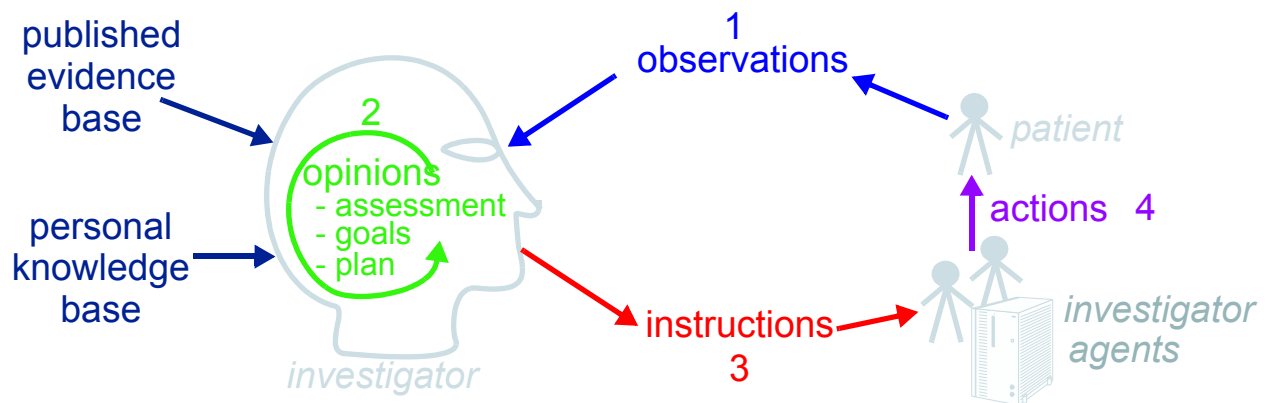 published
evidence
base
personal
knowledge
base
2
opinions
- assessment
- goals
- plan
investigator
1
observations
patient
actions 4
investigator
agents
instructions
3